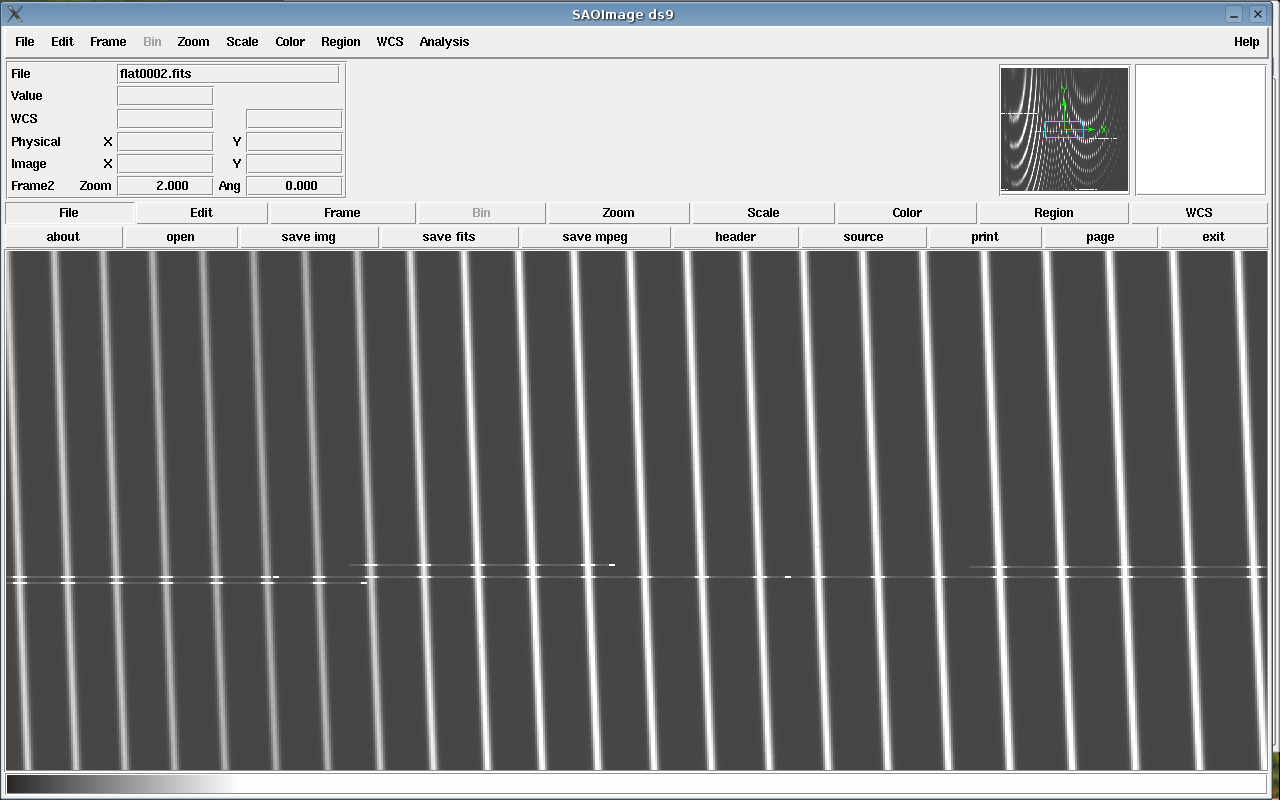 SAOImage ds9
File Edit Frame Bin Zoom Scale Color Region WCS Analysis Help
File flat0002.fits
Value
WCS
Physical X Y
Image X Y
Frame2 Zoom 2.000 Ang 0.000
Y
X
File Edit Frame Bin Zoom Scale Color Region WCS
about open save img save fits save mpeg header source print page exit